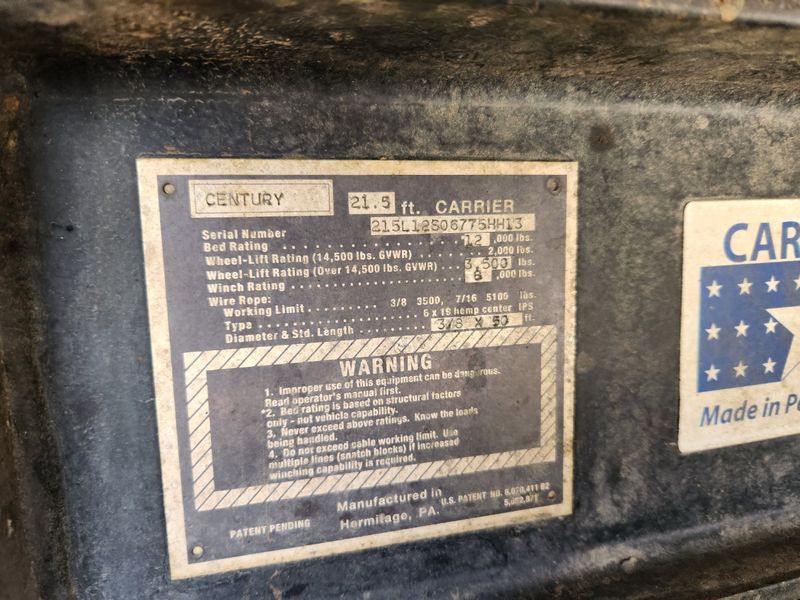 CENTURY 21.5 ft. CARRIER
Serial Number 215L12S06775HH13
Bed Rating 12 ,000 lbs.
Wheel-Lift Rating (14,500 lbs. GVWR) 2,000 lbs.
Wheel-Lift Rating (Over 14,500 lbs. GVWR) 3,500 lbs.
Winch Rating 8 ,000 lbs.
Wire Rope:
Working Limit 3/8 3500, 7/16 5100 lbs.
Type 6 x 19 hemp center IPS
Diameter & Std. Length 3/8 X 50 ft.
WARNING
1. Improper use of this equipment can be dangerous.
Read operator's manual first.
*2. Bed rating is based on structural factors
only - not vehicle capability.
3. Never exceed above ratings. Know the loads
being handled.
4. Do not exceed cable working limit. Use
multiple lines (snatch blocks) if increased
winching capability is required.
PATENT PENDING
Manufactured in
Hermitage, PA.
U.S. PATENT NO. 6,070,411 B2
CAR
Made in Pe